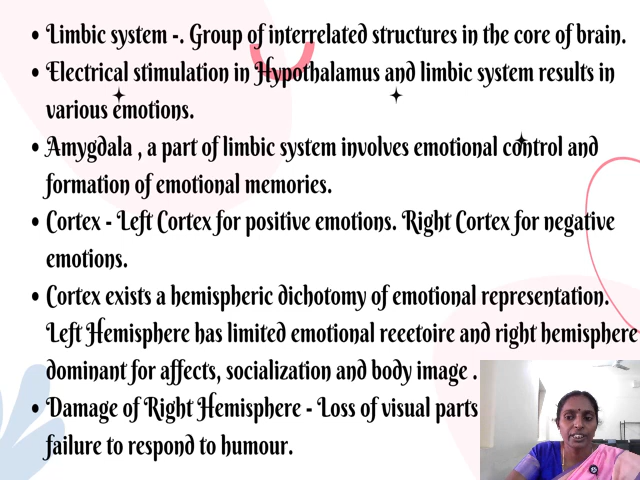 • Limbic system -. Group of interrelated structures in the core of brain.
• Electrical stimulation in Hypothalamus and limbic system results in
various emotions.
• Amygdala , a part of limbic system involves emotional control and
formation of emotional memories.
• Cortex - Left Cortex for positive emotions. Right Cortex for negative
emotions.
• Cortex exists a hemispheric dichotomy of emotional representation.
Left Hemisphere has limited emotional reeetoire and right hemisphere
dominant for affects, socialization and body image .
• Damage of Right Hemisphere - Loss of visual parts
failure to respond to humour.